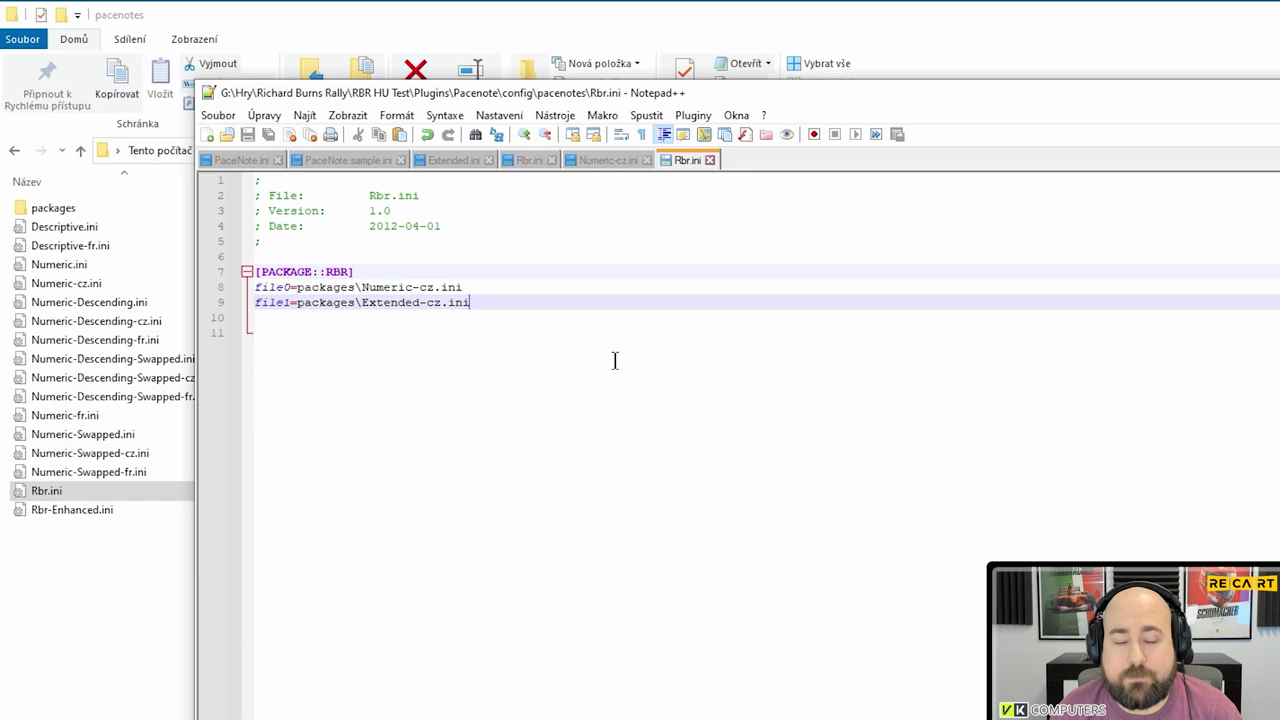 pacenotes
Soubor Domů Sdílení Zobrazení
Vyjmout
Nová položka
Otevřít
Vybrat vše
Připnout k
Rychlému přístupu
Kopírovat
Vložit
Schránka
Tento počítač
Název
packages
Descriptive.ini
Descriptive-fr.ini
Numeric.ini
Numeric-cz.ini
Numeric-Descending.ini
Numeric-Descending-cz.ini
Numeric-Descending-fr.ini
Numeric-Descending-Swapped.ini
Numeric-Descending-Swapped-cz
Numeric-Descending-Swapped-fr.
Numeric-fr.ini
Numeric-Swapped.ini
Numeric-Swapped-cz.ini
Numeric-Swapped-fr.ini
Rbr.ini
Rbr-Enhanced.ini
G:\Hry\Richard Burns Rally\RBR HU Test\Plugins\Pacenote\config\pacenotes\Rbr.ini - Notepad++
Soubor Úpravy Najít Zobrazit Formát Syntaxe Nastavení Nástroje Makro Spustit Pluginy Okna ?
PaceNote.ini PaceNote sample.ini Extended.ini Rbr.ini Numeric-cz.ini Rbr.ini
1 ;
2 ; File: Rbr.ini
3 ; Version: 1.0
4 ; Date: 2012-04-01
5 ;
6
7 [PACKAGE::RBR]
8 file0=packages\Numeric-cz.ini
9 file1=packages\Extended-cz.ini
10
11
RECART
SCHUMACHER
VK COMPUTERS